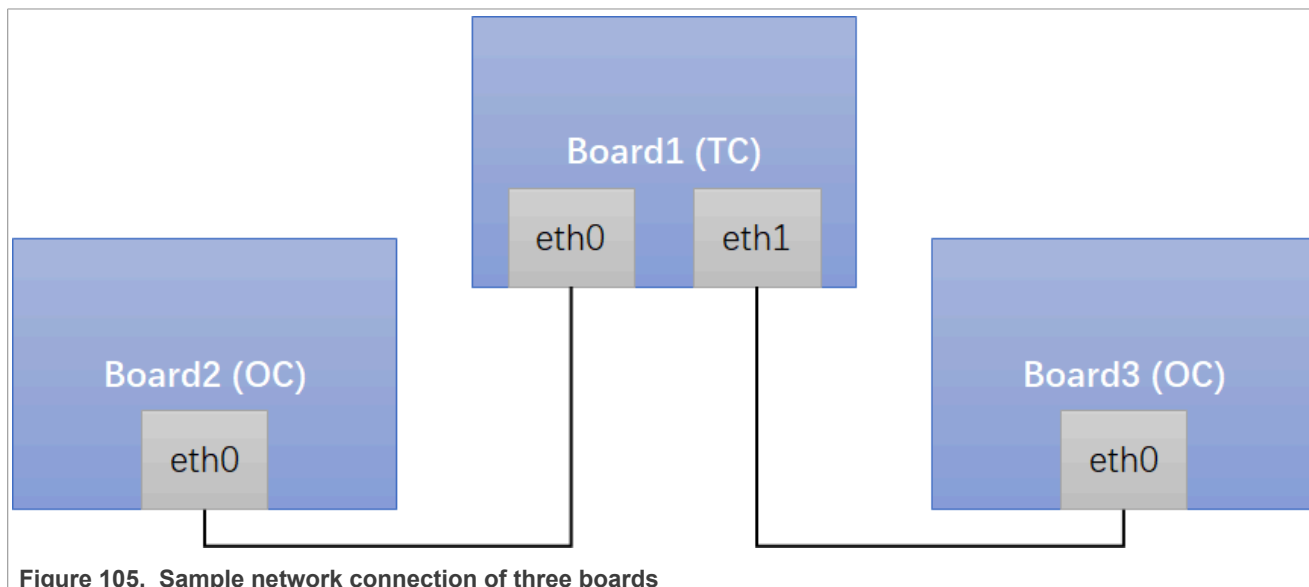 Board1 (TC)
eth0
eth1
Board2 (OC)
eth0
Board3 (OC)
eth0
Figure 105. Sample network connection of three boards